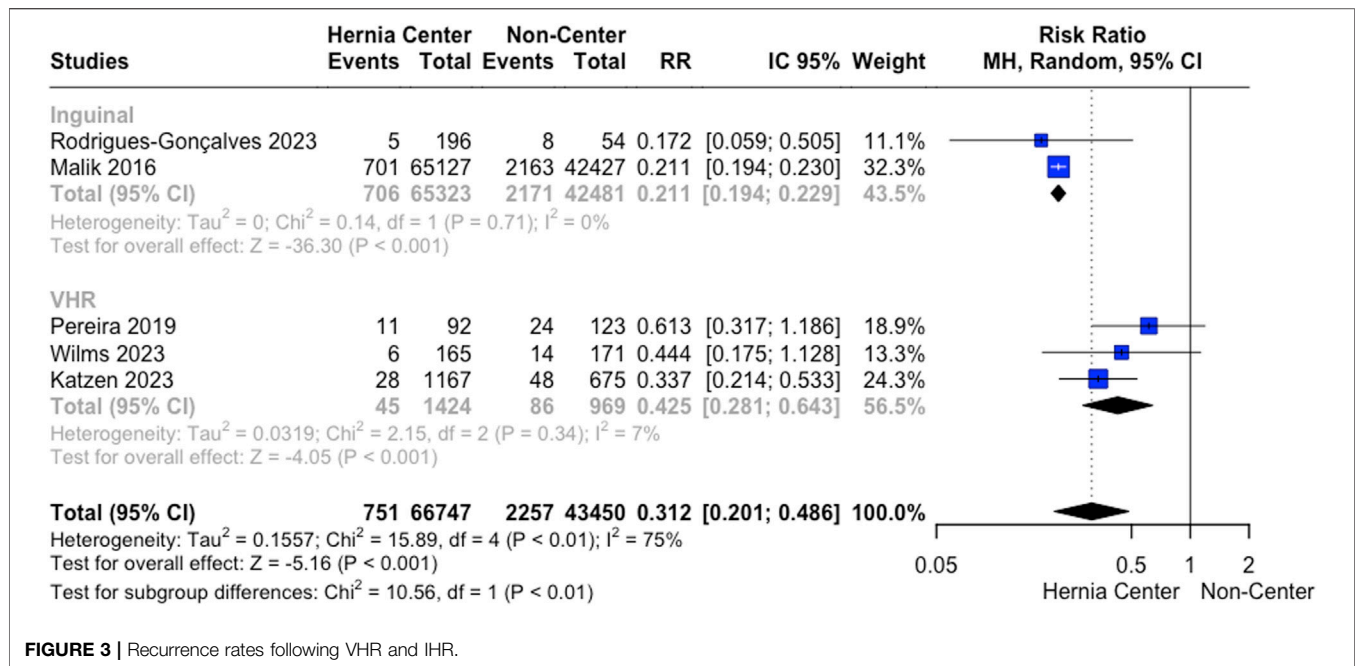 Hernia Center Non-Center Risk Ratio
Studies Events Total Events Total RR IC 95% Weight MH, Random, 95% CI
Inguinal
Rodrigues-Gonçalves 2023 5 196 8 54 0.172 [0.059; 0.505] 11.1%
Malik 2016 701 65127 2163 42427 0.211 [0.194; 0.230] 32.3%
Total (95% CI) 706 65323 2171 42481 0.211 [0.194; 0.229] 43.5%
Heterogeneity: Tau² = 0; Chi² = 0.14, df = 1 (P = 0.71); I² = 0%
Test for overall effect: Z = -36.30 (P < 0.001)
VHR
Pereira 2019 11 92 24 123 0.613 [0.317; 1.186] 18.9%
Wilms 2023 6 165 14 171 0.444 [0.175; 1.128] 13.3%
Katzen 2023 28 1167 48 675 0.337 [0.214; 0.533] 24.3%
Total (95% CI) 45 1424 86 969 0.425 [0.281; 0.643] 56.5%
Heterogeneity: Tau² = 0.0319; Chi² = 2.15, df = 2 (P = 0.34); I² = 7%
Test for overall effect: Z = -4.05 (P < 0.001)
Total (95% CI) 751 66747 2257 43450 0.312 [0.201; 0.486] 100.0%
Heterogeneity: Tau² = 0.1557; Chi² = 15.89, df = 4 (P < 0.01); I² = 75%
Test for overall effect: Z = -5.16 (P < 0.001) 0.05 0.5 1 2
Test for subgroup differences: Chi² = 10.56, df = 1 (P < 0.01) Hernia Center Non-Center
FIGURE 3 | Recurrence rates following VHR and IHR.